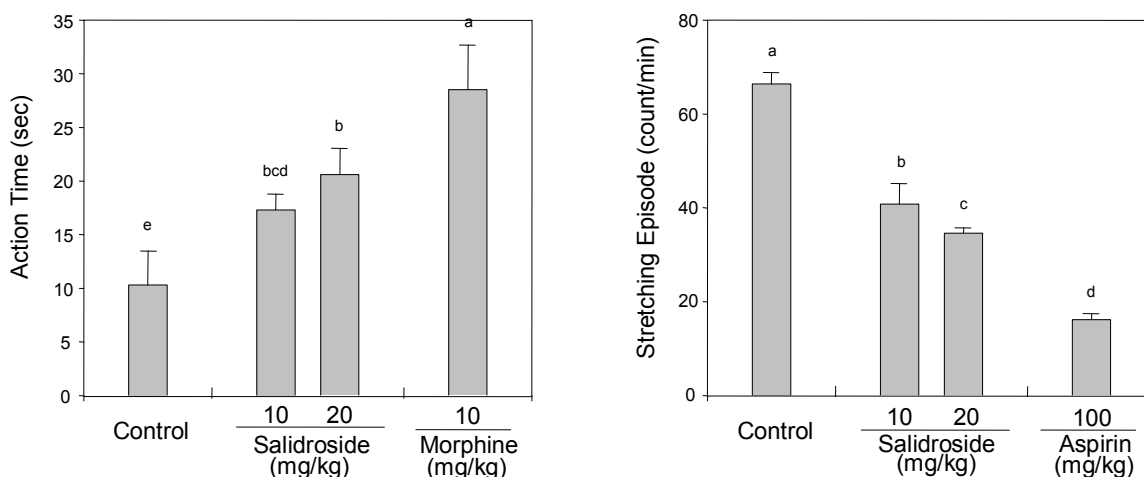 Action Time (sec)
35
30
25
20
15
10
5
0
e
bcd
b
a
Control
10 20
Salidroside
(mg/kg)
10
Morphine
(mg/kg)
Stretching Episode (count/min)
80
60
40
20
0
a
b
c
d
Control
10 20
Salidroside
(mg/kg)
100
Aspirin
(mg/kg)